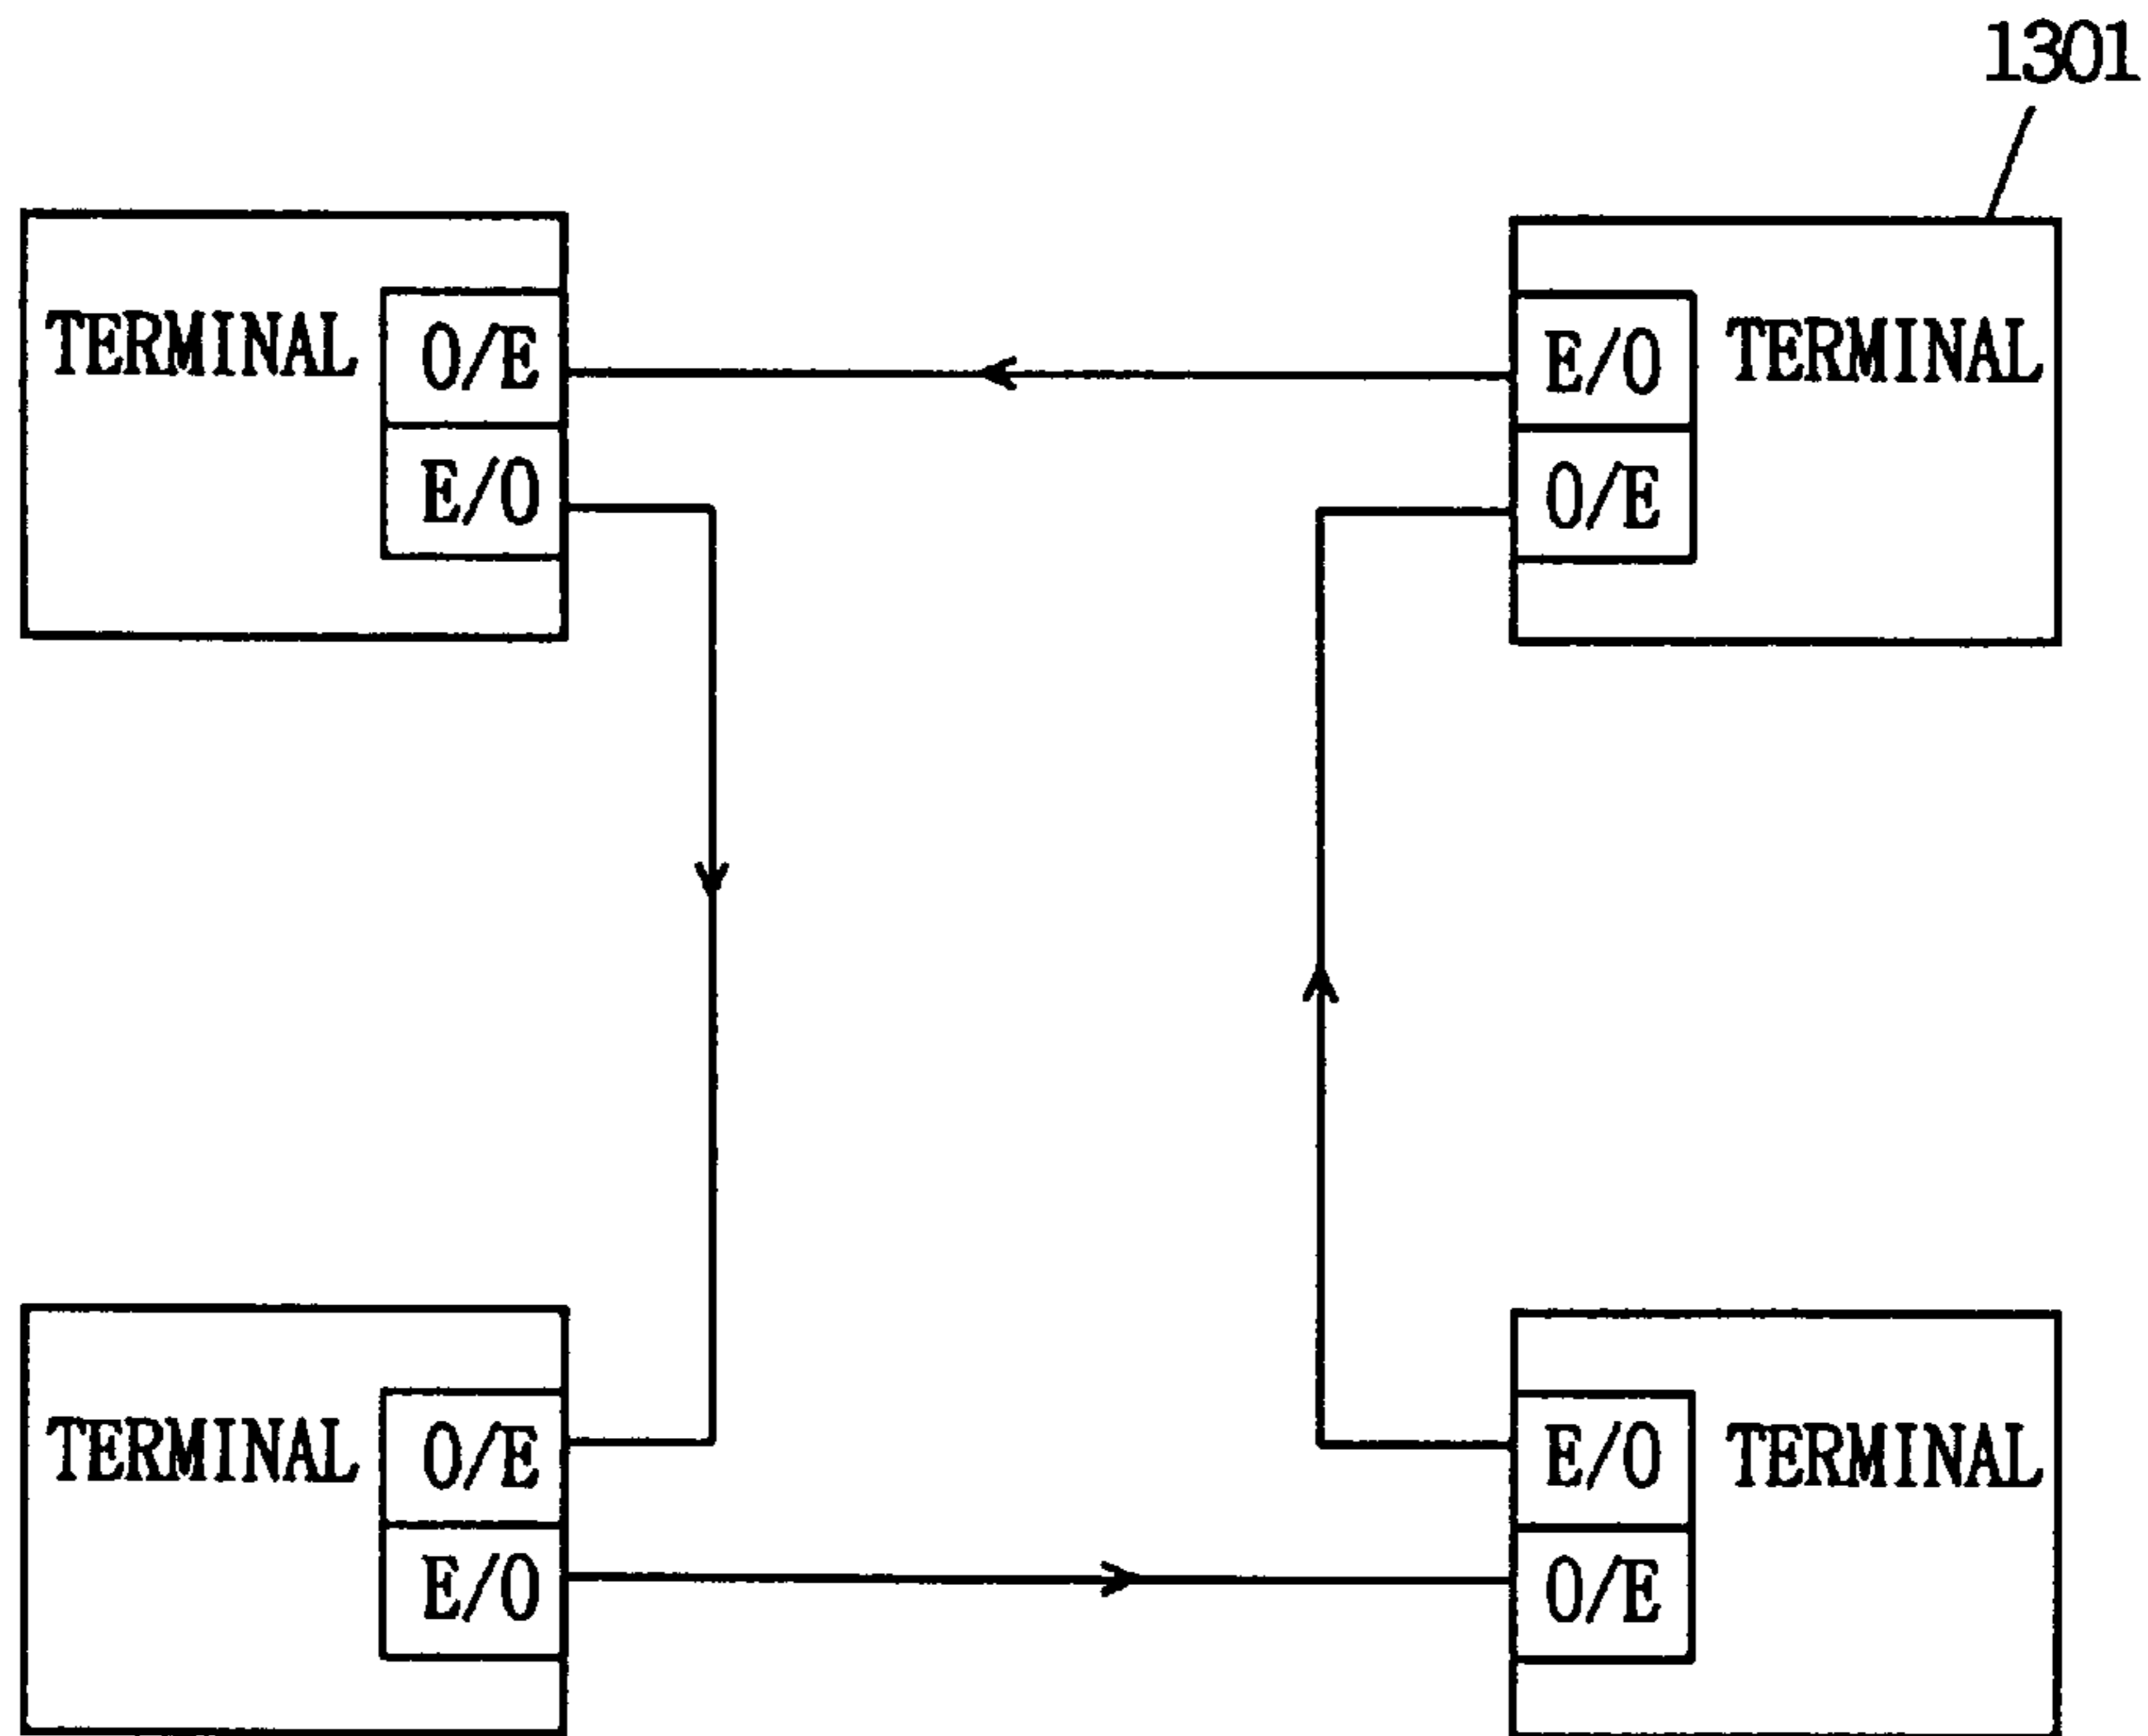 1301
TERMINAL
O/E
E/O
E/O
O/E
TERMINAL
TERMINAL
O/E
E/O
E/O
O/E
TERMINAL